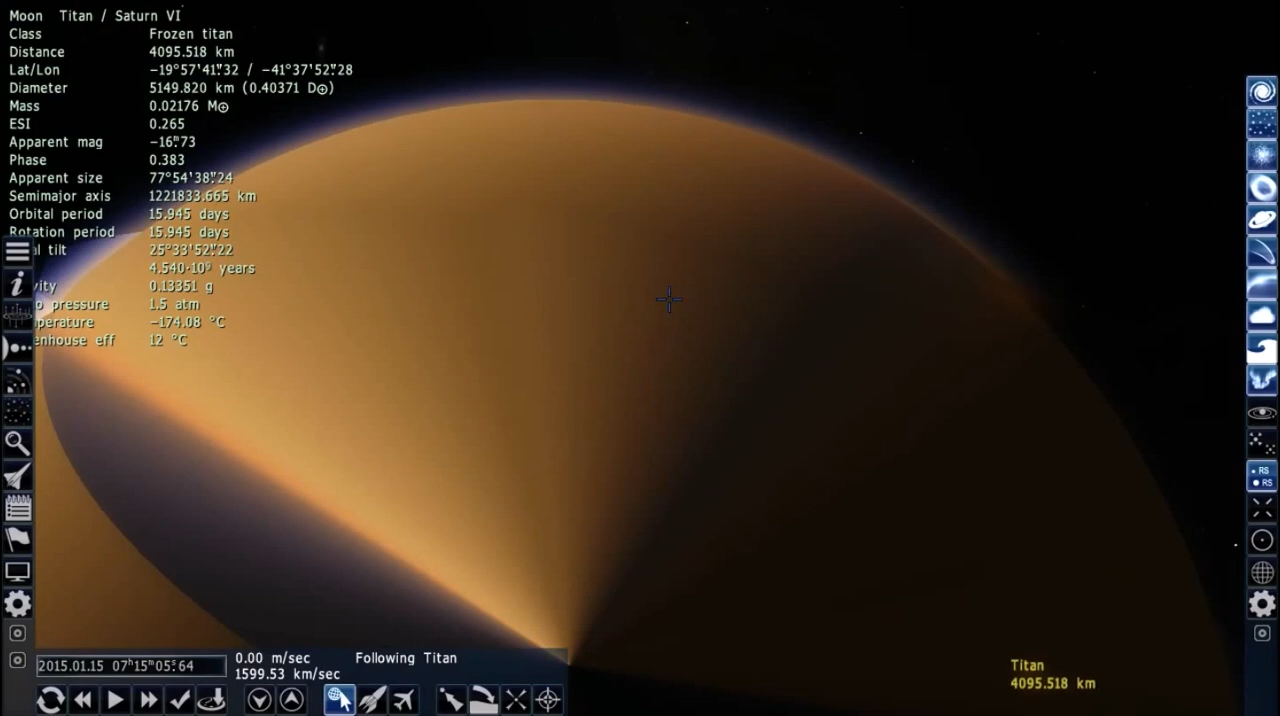 Moon Titan / Saturn VI
Class Frozen titan
Distance 4095.518 km
Lat/Lon −19°57'41".32 / −41°37'52".28
Diameter 5149.820 km (0.40371 D⊕)
Mass 0.02176 M⊕
ESI 0.265
Apparent mag −16ᵐ.73
Phase 0.383
Apparent size 77°54'38".24
Semimajor axis 1221833.665 km
Orbital period 15.945 days
Rotation period 15.945 days
al tilt 25°33'52".22
4.540·10⁹ years
vity 0.13351 g
o pressure 1.5 atm
perature −174.08 °C
enhouse eff 12 °C
RS
RS
2015.01.15 07ʰ15ᵐ05ˢ.64
0.00 m/sec Following Titan
1599.53 km/sec
Titan
4095.518 km